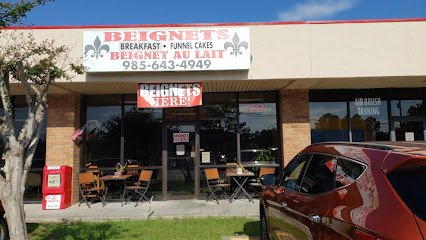 BEIGNETS
BREAKFAST • FUNNEL CAKES
BEIGNET AU LAIT
985-643-4949
BEIGNETS
HERE!
AIR BRUSH
TANNING